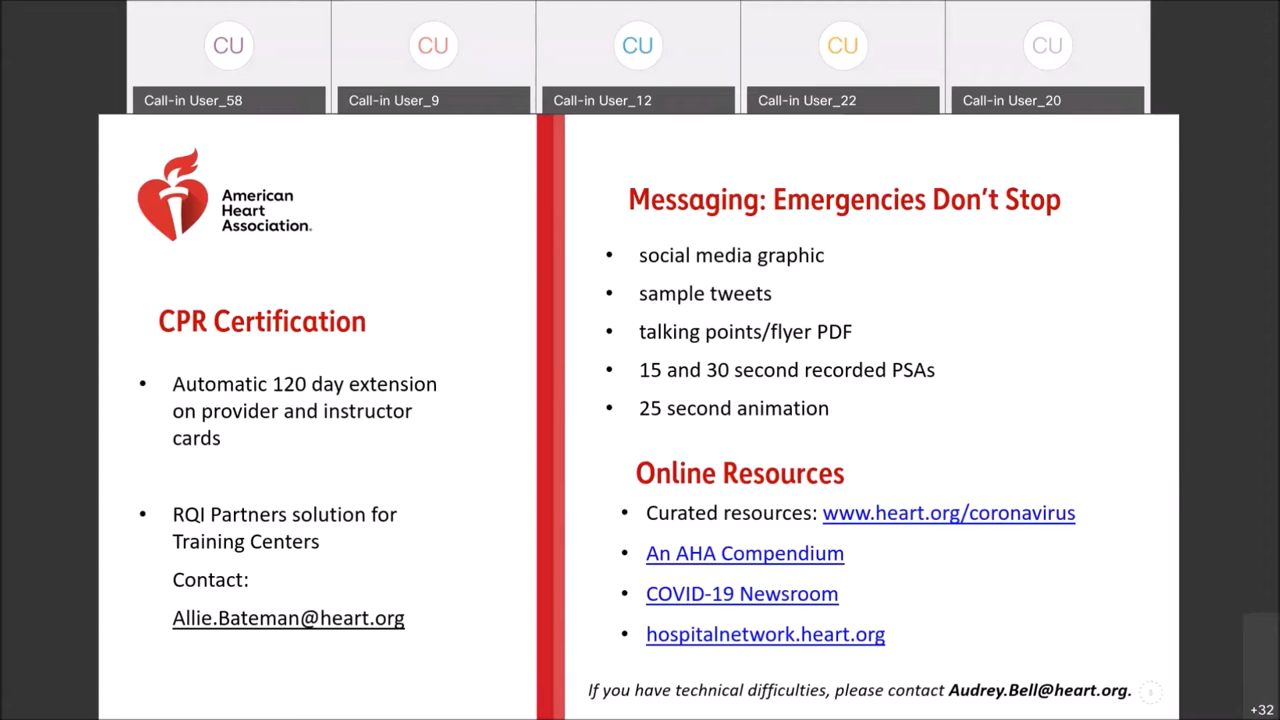 CU
CU
CU
CU
CU
Call-in User_58
Call-in User_9
Call-in User_12
Call-in User_22
Call-in User_20
American
Heart
Association.
CPR Certification
• Automatic 120 day extension
on provider and instructor
cards
• RQI Partners solution for
Training Centers
Contact:
Allie.Bateman@heart.org
Messaging: Emergencies Don't Stop
• social media graphic
• sample tweets
• talking points/flyer PDF
• 15 and 30 second recorded PSAs
• 25 second animation
Online Resources
• Curated resources: www.heart.org/coronavirus
• An AHA Compendium
• COVID-19 Newsroom
• hospitalnetwork.heart.org
If you have technical difficulties, please contact Audrey.Bell@heart.org.
+32